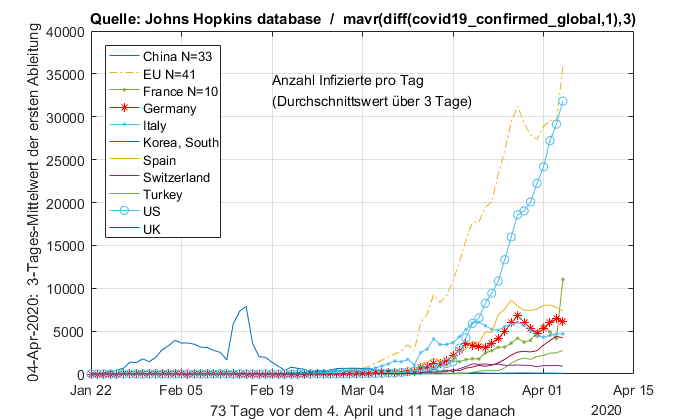 Quelle: Johns Hopkins database / mavr(diff(covid19_confirmed_global,1),3)
04-Apr-2020: 3-Tages-Mittelwert der ersten Ableitung
40000
35000
30000
25000
20000
15000
10000
5000
0
China N=33
EU N=41
France N=10
Germany
Italy
Korea, South
Spain
Switzerland
Turkey
US
UK
Anzahl Infizierte pro Tag
(Durchschnittswert über 3 Tage)
Jan 22 Feb 05 Feb 19 Mar 04 Mar 18 Apr 01 Apr 15
73 Tage vor dem 4. April und 11 Tage danach 2020